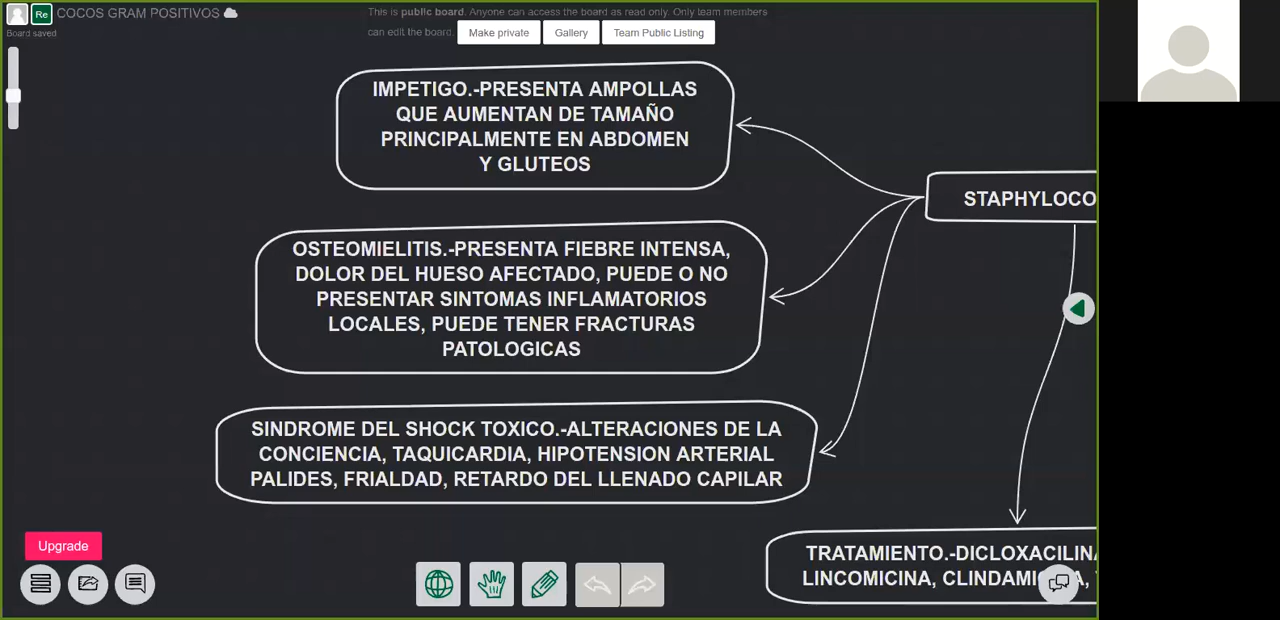 Re COCOS GRAM POSITIVOS
Board saved
This is public board. Anyone can access the board as read only. Only team members
can edit the board.
Make private
Gallery
Team Public Listing
IMPETIGO.-PRESENTA AMPOLLAS
QUE AUMENTAN DE TAMAÑO
PRINCIPALMENTE EN ABDOMEN
Y GLUTEOS
STAPHYLOCO
OSTEOMIELITIS.-PRESENTA FIEBRE INTENSA,
DOLOR DEL HUESO AFECTADO, PUEDE O NO
PRESENTAR SINTOMAS INFLAMATORIOS
LOCALES, PUEDE TENER FRACTURAS
PATOLOGICAS
SINDROME DEL SHOCK TOXICO.-ALTERACIONES DE LA
CONCIENCIA, TAQUICARDIA, HIPOTENSION ARTERIAL
PALIDES, FRIALDAD, RETARDO DEL LLENADO CAPILAR
TRATAMIENTO.-DICLOXACILINA
LINCOMICINA,
Upgrade